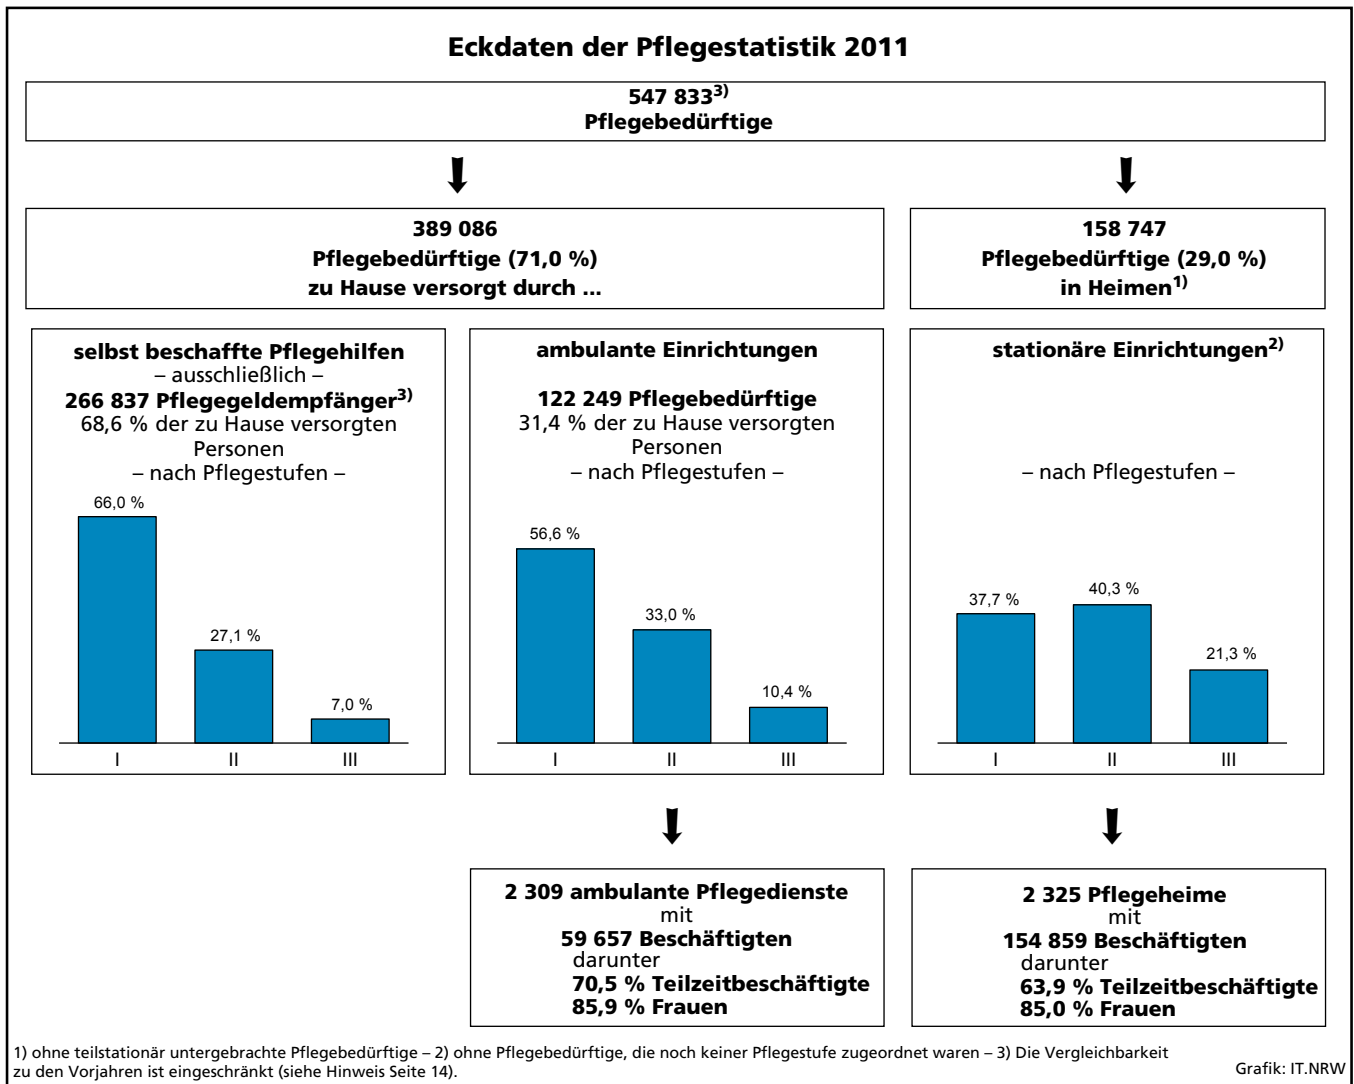 Eckdaten der Pflegestatistik 2011
547 8333)
Pflegebedürftige
389 086
Pflegebedürftige (71,0 %)
zu Hause versorgt durch ...
158 747
Pflegebedürftige (29,0 %)
in Heimen1)
selbst beschaffte Pflegehilfen
– ausschließlich –
266 837 Pflegegeldempfänger3)
68,6 % der zu Hause versorgten
Personen
– nach Pflegestufen –
66,0 %
27,1 %
7,0 %
I
II
III
ambulante Einrichtungen
122 249 Pflegebedürftige
31,4 % der zu Hause versorgten
Personen
– nach Pflegestufen –
56,6 %
33,0 %
10,4 %
I
II
III
stationäre Einrichtungen2)
– nach Pflegestufen –
37,7 %
40,3 %
21,3 %
I
II
III
2 309 ambulante Pflegedienste
mit
59 657 Beschäftigten
darunter
70,5 % Teilzeitbeschäftigte
85,9 % Frauen
2 325 Pflegeheime
mit
154 859 Beschäftigten
darunter
63,9 % Teilzeitbeschäftigte
85,0 % Frauen
1) ohne teilstationär untergebrachte Pflegebedürftige – 2) ohne Pflegebedürftige, die noch keiner Pflegestufe zugeordnet waren – 3) Die Vergleichbarkeit
zu den Vorjahren ist eingeschränkt (siehe Hinweis Seite 14).
Grafik: IT.NRW